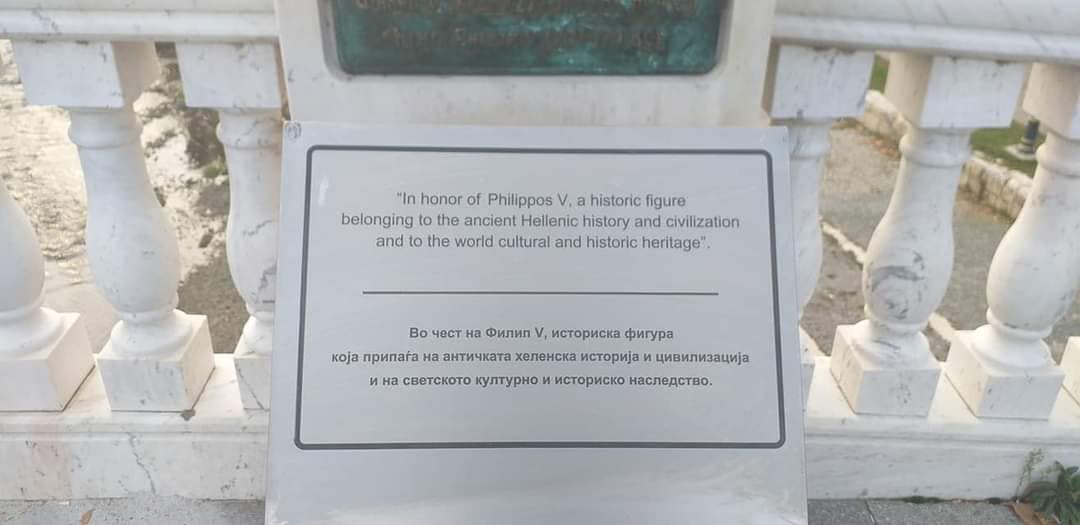 “In honor of Philippos V, a historic figure
belonging to the ancient Hellenic history and civilization
and to the world cultural and historic heritage”.
Во чест на Филип V, историска фигура
која припаѓа на античката хеленска историја и цивилизација
и на светското културно и историско наследство.